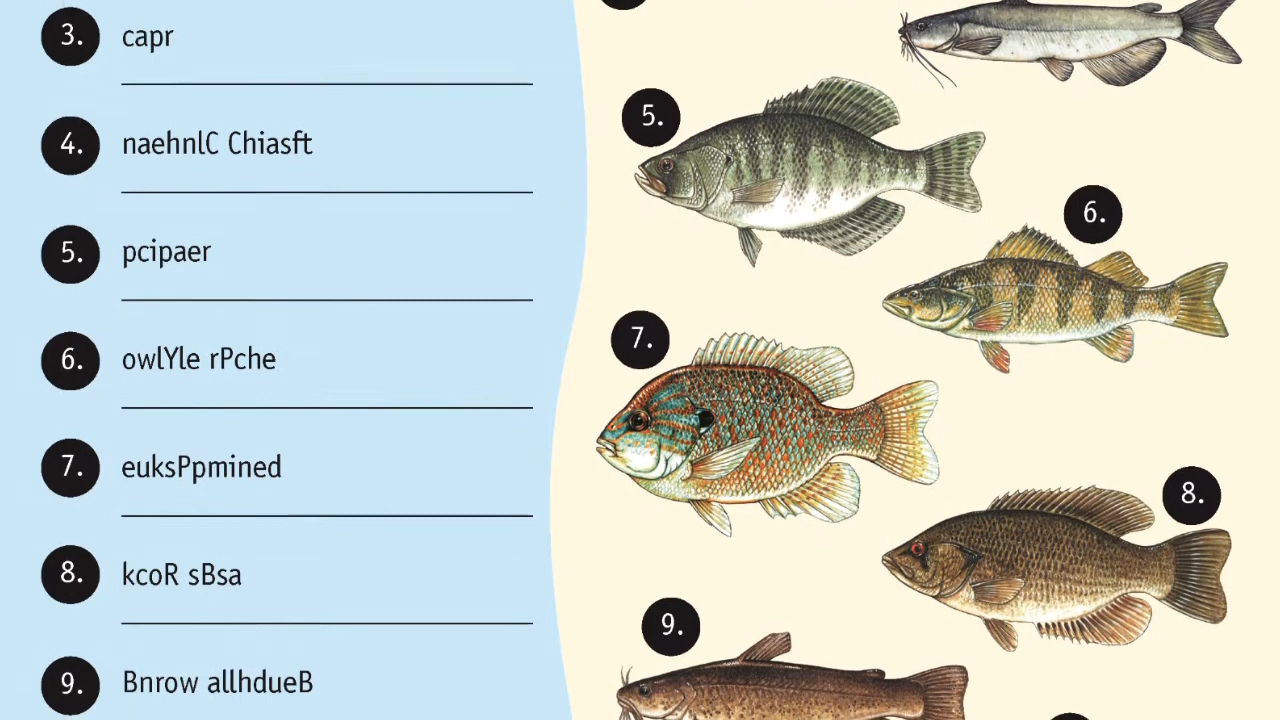 3. capr
4. naehnlC Chiasft
5. pcipaer
6. owlYle rPche
7. euksPpmined
8. kcoR sBsa
9. Bnrow allhdueB
5.
6.
7.
8.
9.